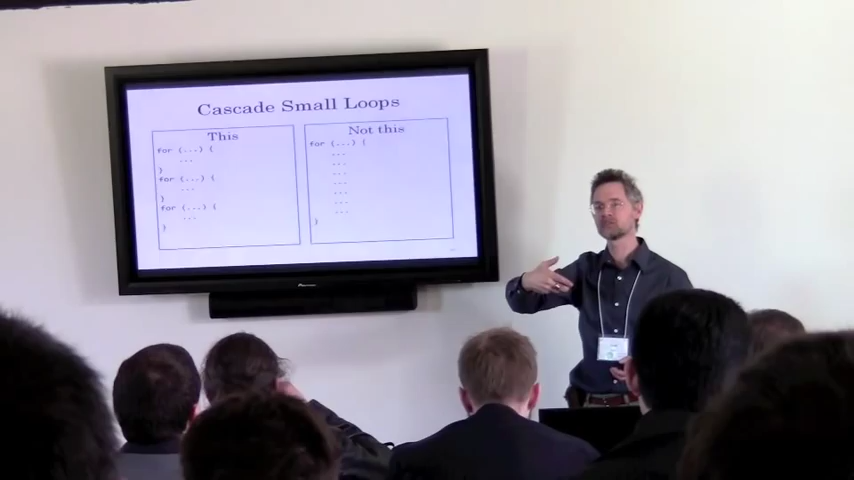 Cascade Small Loops
This
for (...) {
...
}
for (...) {
...
}
for (...) {
...
}
Not this
for (...) {
...
...
...
...
...
...
...
}